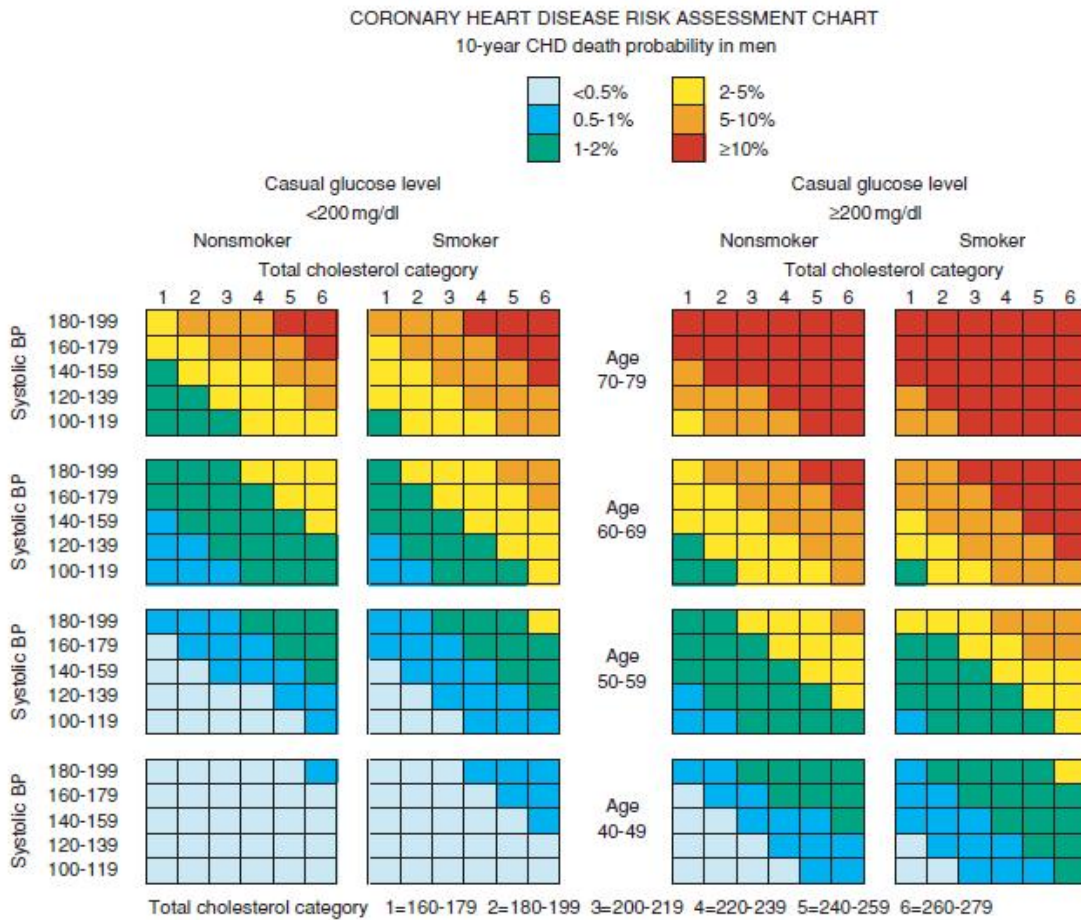 CORONARY HEART DISEASE RISK ASSESSMENT CHART
10-year CHD death probability in men
<0.5% 2-5%
0.5-1% 5-10%
1-2% ≥10%
Casual glucose level Casual glucose level
<200 mg/dl ≥200 mg/dl
Nonsmoker Smoker Nonsmoker Smoker
Total cholesterol category Total cholesterol category
1 2 3 4 5 6 1 2 3 4 5 6 1 2 3 4 5 6 1 2 3 4 5 6
Systolic BP
180-199
160-179
140-159
120-139
100-119
Age
70-79
Systolic BP
180-199
160-179
140-159
120-139
100-119
Age
60-69
Systolic BP
180-199
160-179
140-159
120-139
100-119
Age
50-59
Systolic BP
180-199
160-179
140-159
120-139
100-119
Age
40-49
Total cholesterol category 1=160-179 2=180-199 3=200-219 4=220-239 5=240-259 6=260-279